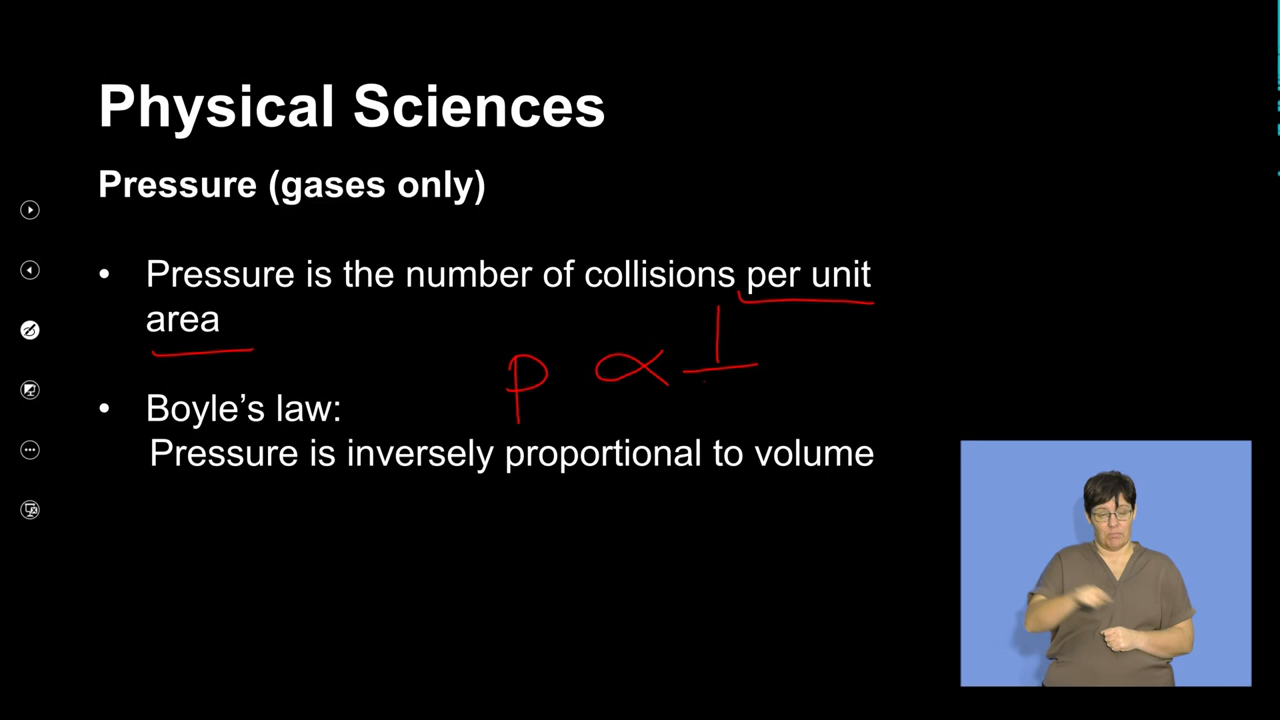 Physical Sciences
Pressure (gases only)
• Pressure is the number of collisions per unit
area
p ∝ 1
• Boyle’s law:
Pressure is inversely proportional to volume